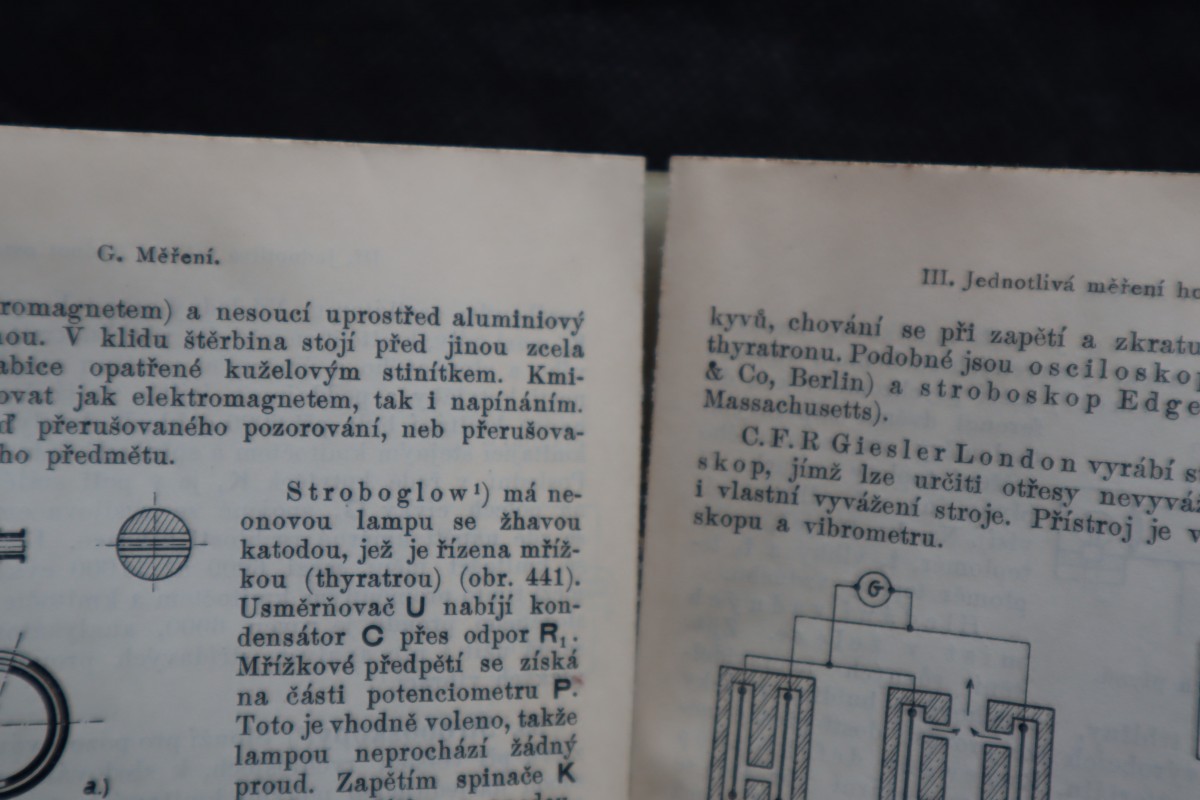 G. Měření.
romagnetem) a nesoucí uprostřed aluminiový
nou. V klidu štěrbina stojí před jinou zcela
abice opatřené kuželovým stinítkem. Kmi-
ovat jak elektromagnetem, tak i napínáním.
ď přerušovaného pozorování, neb přerušova-
ho předmětu.
Stroboglow¹) má ne-
onovou lampu se žhavou
katodou, jež je řízena mříž-
kou (thyratrou) (obr. 441).
Usměrňovač U nabíjí kon-
densátor C přes odpor R₁.
Mřížkové předpětí se získá
na části potenciometru P.
Toto je vhodně voleno, takže
lampou neprochází žádný
proud. Zapětím spinače K
a.)
III. Jednotlivá měření ho
kyvů, chování se při zapětí a zkratu
thyratronu. Podobné jsou osciloskop
& Co, Berlin) a stroboskop Edge
Massachusetts).
C. F. R Giesler London vyrábí s
skop, jímž lze určiti otřesy nevyváž
i vlastní vyvážení stroje. Přístroj je v
skopu a vibrometru.
G